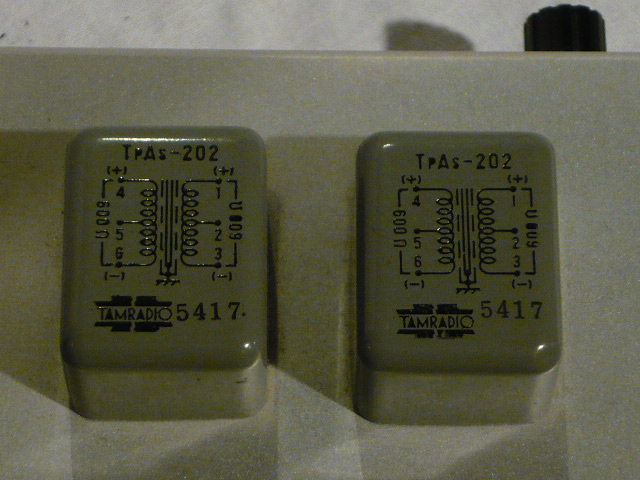 TpAs-202
(+) (+)
4 1
600 Ω 600 Ω
5 2
6 3
(-) (-)
TAMRADIO 5417
TpAs-202
(+) (+)
4 1
600 Ω 600 Ω
5 2
6 3
(-) (-)
TAMRADIO 5417